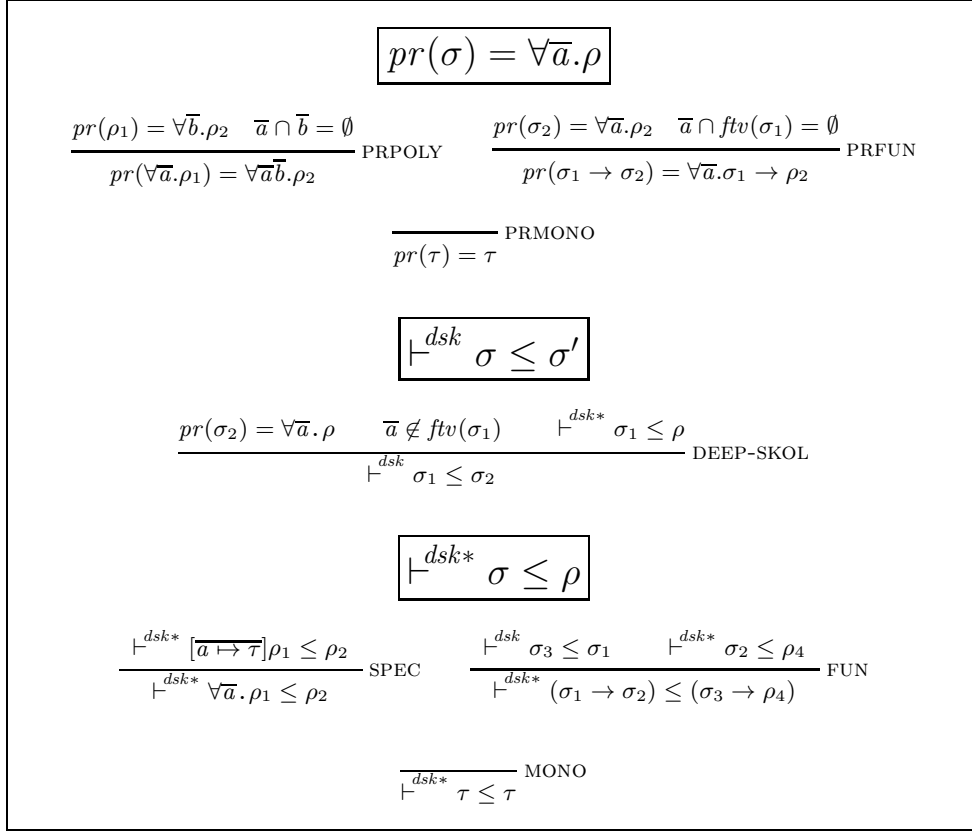 pr(σ) = ∀a̅.ρ
pr(ρ₁) = ∀b̅.ρ₂ a̅ ∩ b̅ = ∅
pr(∀a̅.ρ₁) = ∀a̅b̅.ρ₂ PRPOLY
pr(σ₂) = ∀a̅.ρ₂ a̅ ∩ ftv(σ₁) = ∅
pr(σ₁ → σ₂) = ∀a̅.σ₁ → ρ₂ PRFUN
pr(τ) = τ PRMONO
⊢^dsk σ ≤ σ′
pr(σ₂) = ∀a̅.ρ a̅ ∉ ftv(σ₁) ⊢^dsk* σ₁ ≤ ρ
⊢^dsk σ₁ ≤ σ₂ DEEP-SKOL
⊢^dsk* σ ≤ ρ
⊢^dsk* [a̅ ↦ τ̅]ρ₁ ≤ ρ₂
⊢^dsk* ∀a̅.ρ₁ ≤ ρ₂ SPEC
⊢^dsk σ₃ ≤ σ₁ ⊢^dsk* σ₂ ≤ ρ₄
⊢^dsk* (σ₁ → σ₂) ≤ (σ₃ → ρ₄) FUN
⊢^dsk* τ ≤ τ MONO